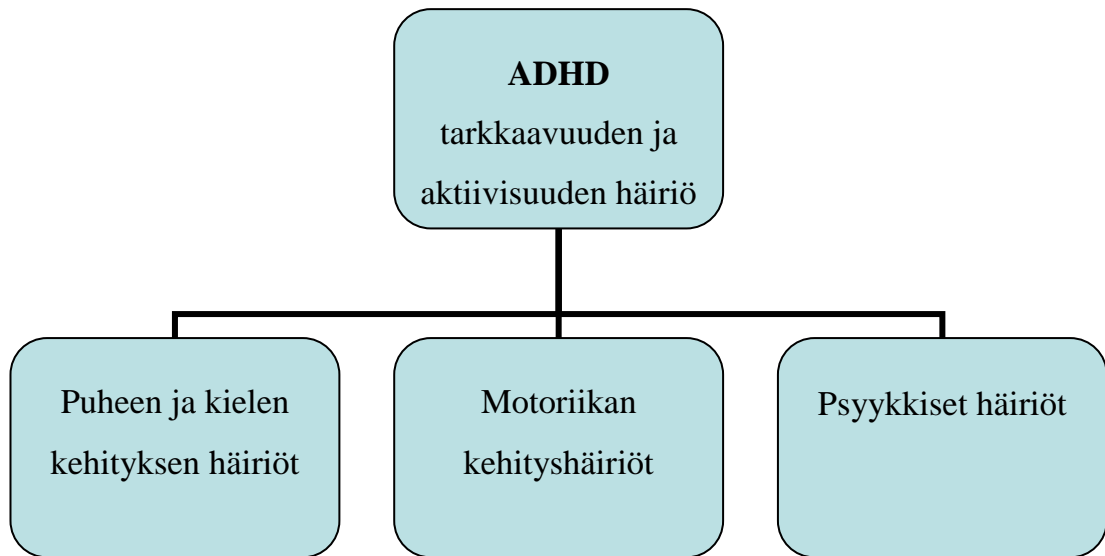 ADHD
tarkkaavuuden ja
aktiivisuuden häiriö
Puheen ja kielen
kehityksen häiriöt
Motoriikan
kehityshäiriöt
Psyykkiset häiriöt